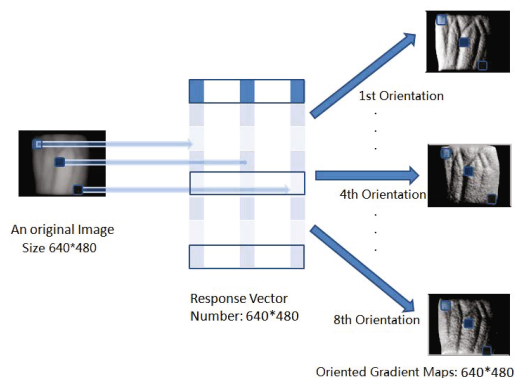 1st Orientation
4th Orientation
An original Image
Size 640*480
Response Vector
Number: 640*480
8th Orientation
Oriented Gradient Maps: 640*480